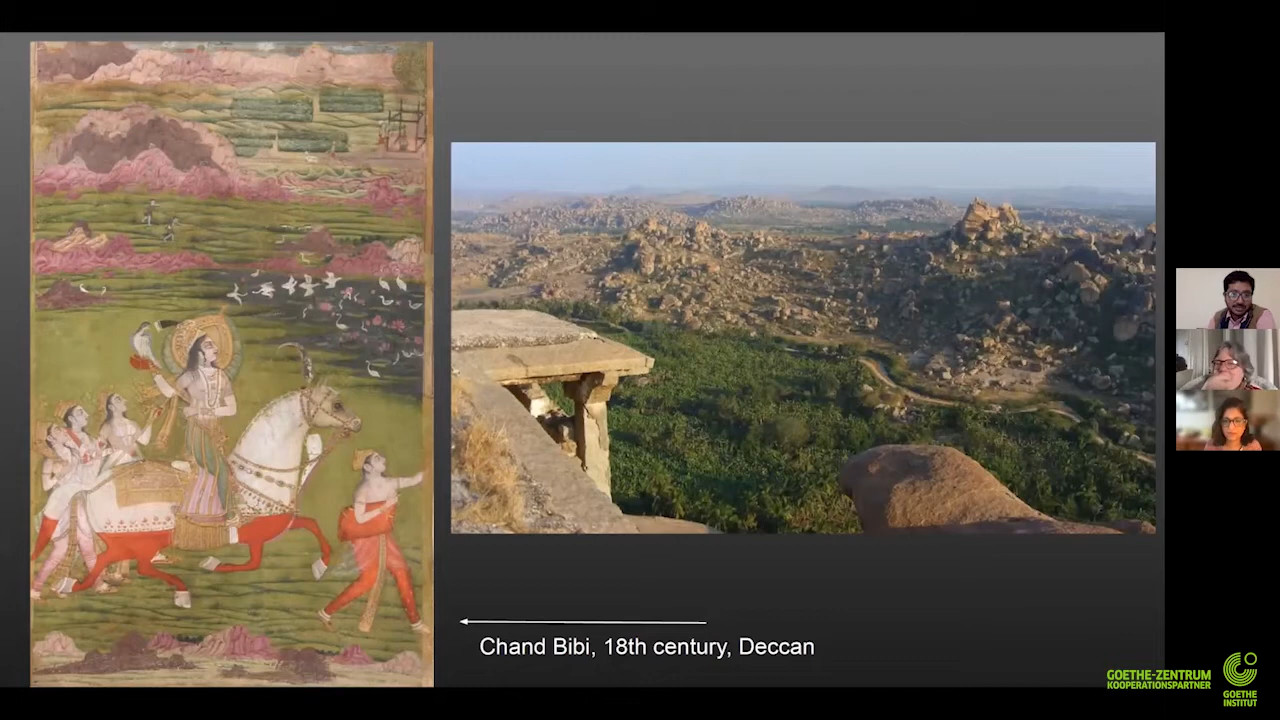 Chand Bibi, 18th century, Deccan
GOETHE-ZENTRUM
KOOPERATIONSPARTNER
GOETHE
INSTITUT